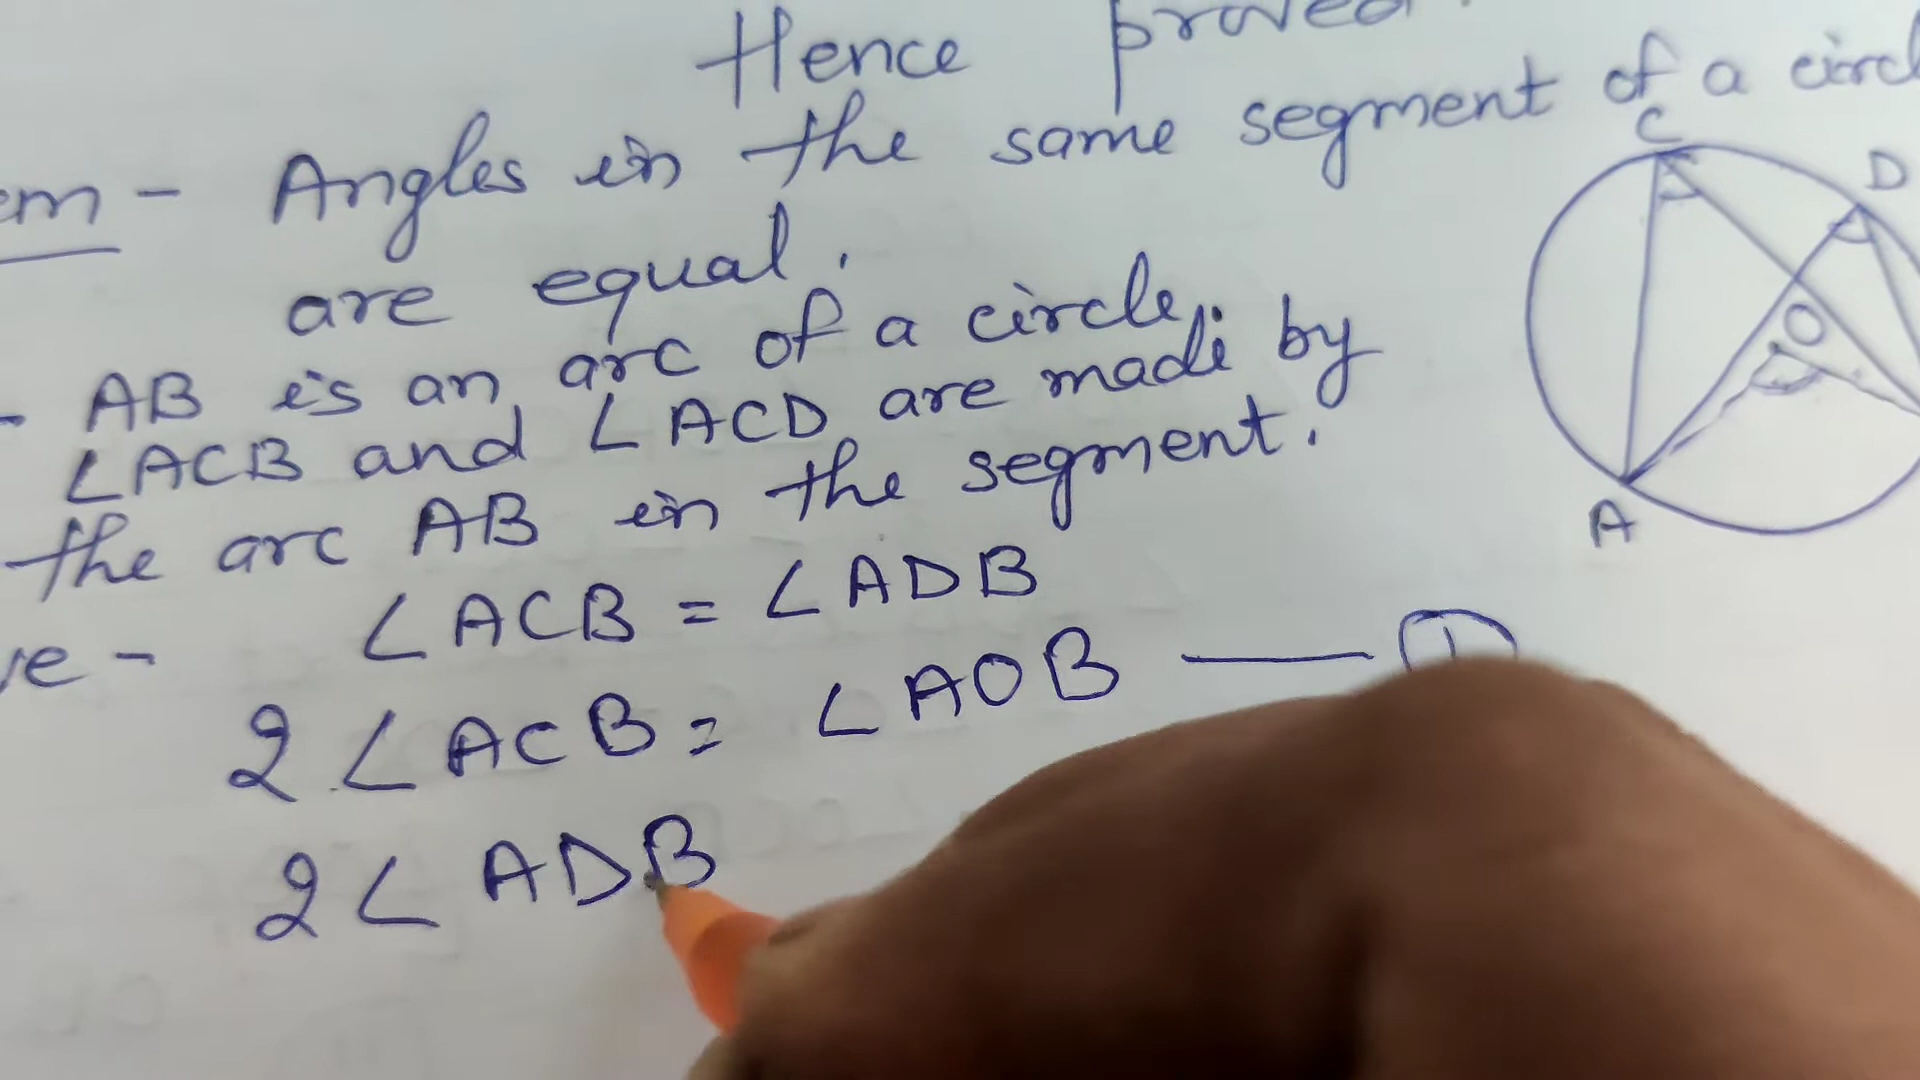 Hence proved.
em - Angles in the same segment of a circl
are equal.
- AB is an arc of a circle,
∠ACB and ∠ACD are made by
the arc AB in the segment.
ve - ∠ACB = ∠ADB
2∠ACB = ∠AOB — ①
2∠ADB
C
D
O
A